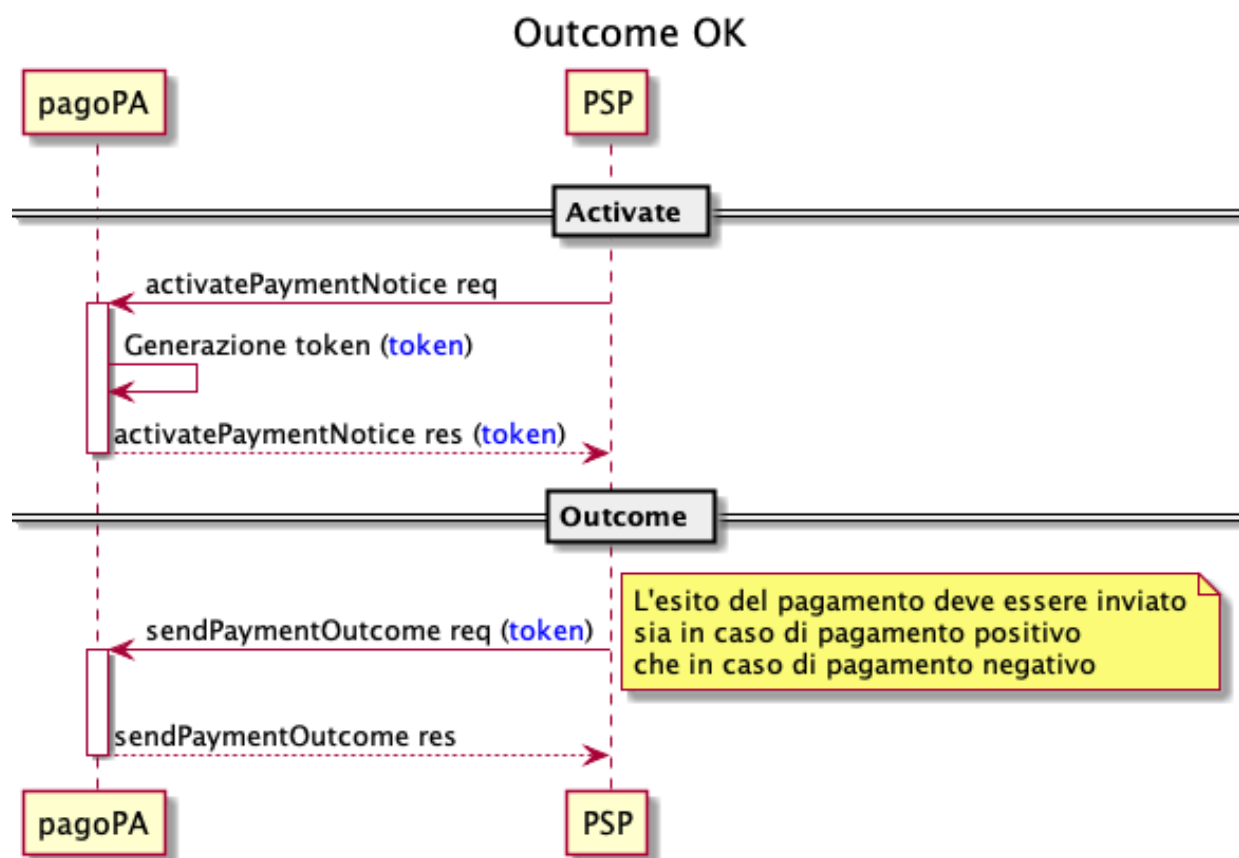 Outcome OK
pagoPA
PSP
Activate
activatePaymentNotice req
Generazione token (token)
activatePaymentNotice res (token)
Outcome
L'esito del pagamento deve essere inviato
sia in caso di pagamento positivo
che in caso di pagamento negativo
sendPaymentOutcome req (token)
sendPaymentOutcome res
pagoPA
PSP